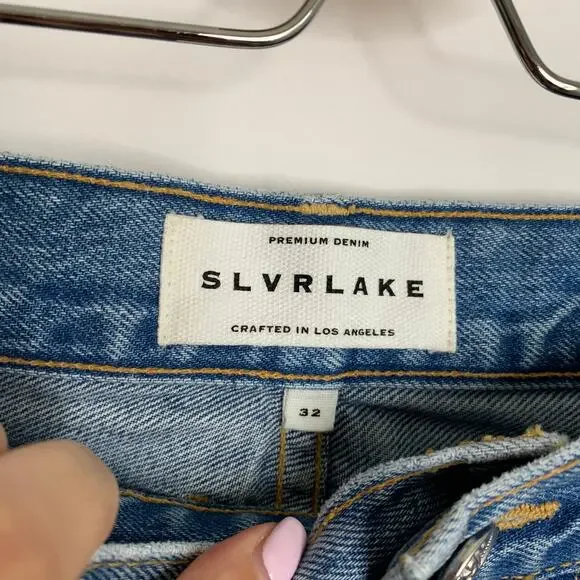 PREMIUM DENIM
SLVRLAKE
CRAFTED IN LOS ANGELES
32